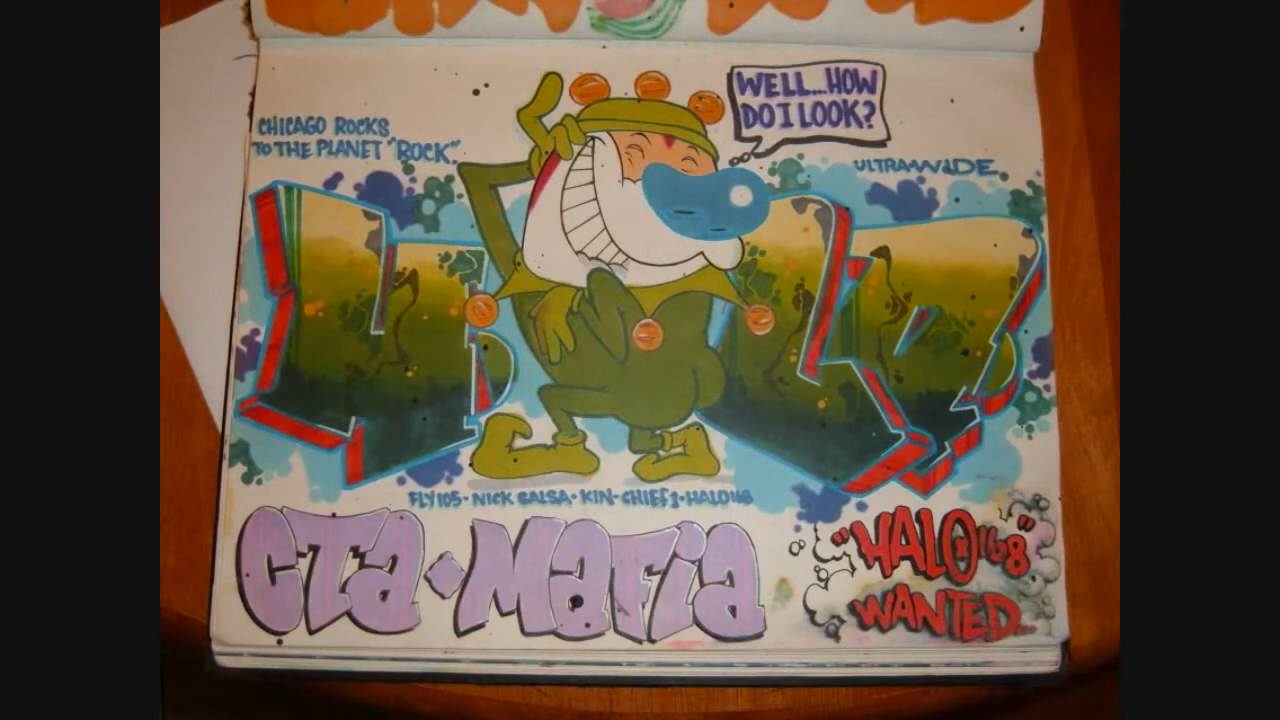 WELL...HOW
DO I LOOK?
CHICAGO ROCKS
TO THE PLANET "ROCK".
ULTRAWIDE
FLY105 · NICK SALSA · KIN · CHIEF1 · HALO168
CTA · MAFIA
"HALO168"
WANTED...